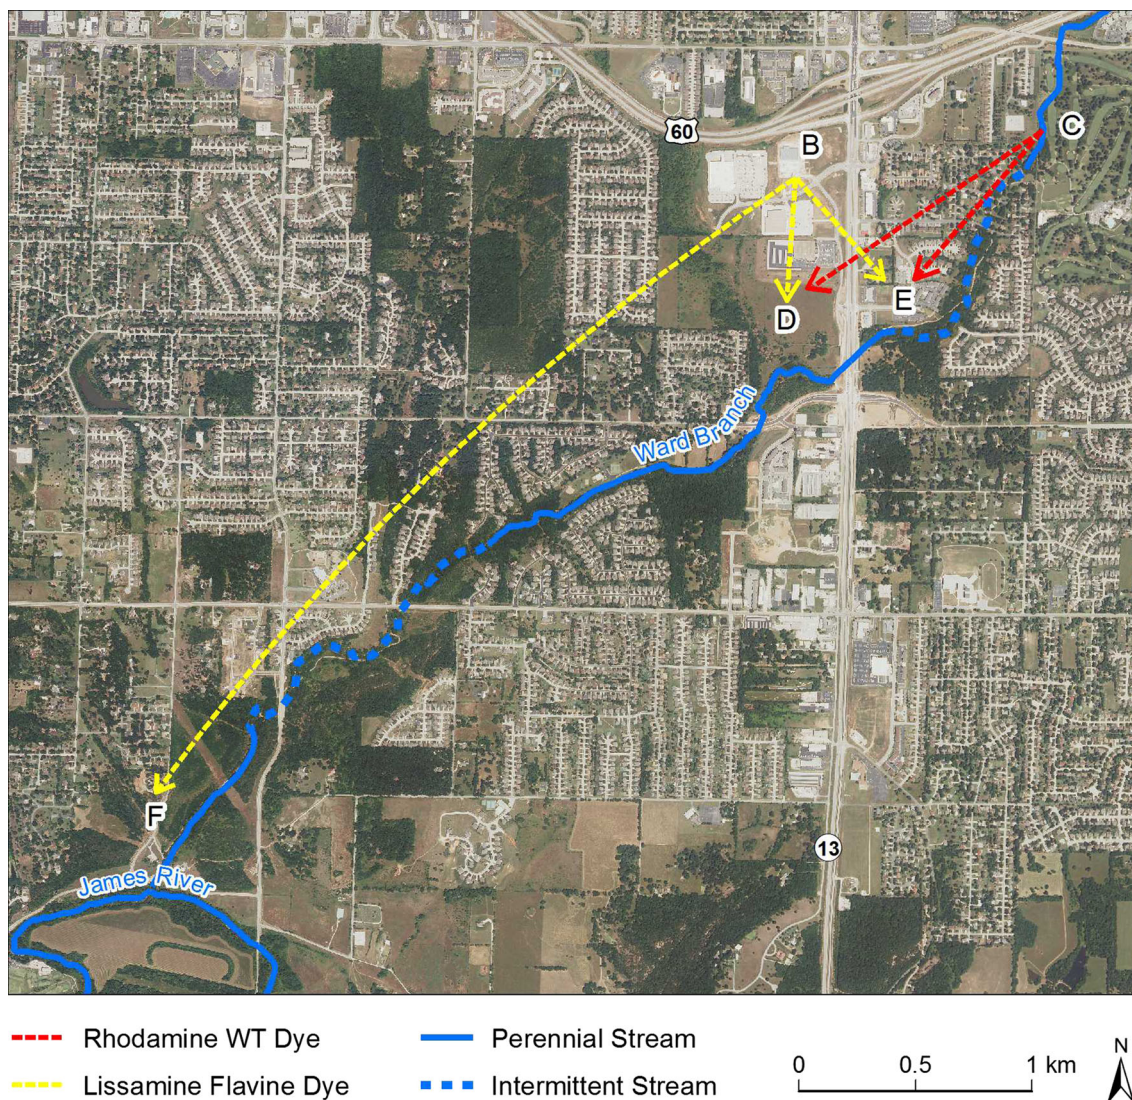 C
60
B
E
D
Ward Branch
F
13
James River
Rhodamine WT Dye
Perennial Stream
N
0 0.5 1 km
Lissamine Flavine Dye
Intermittent Stream